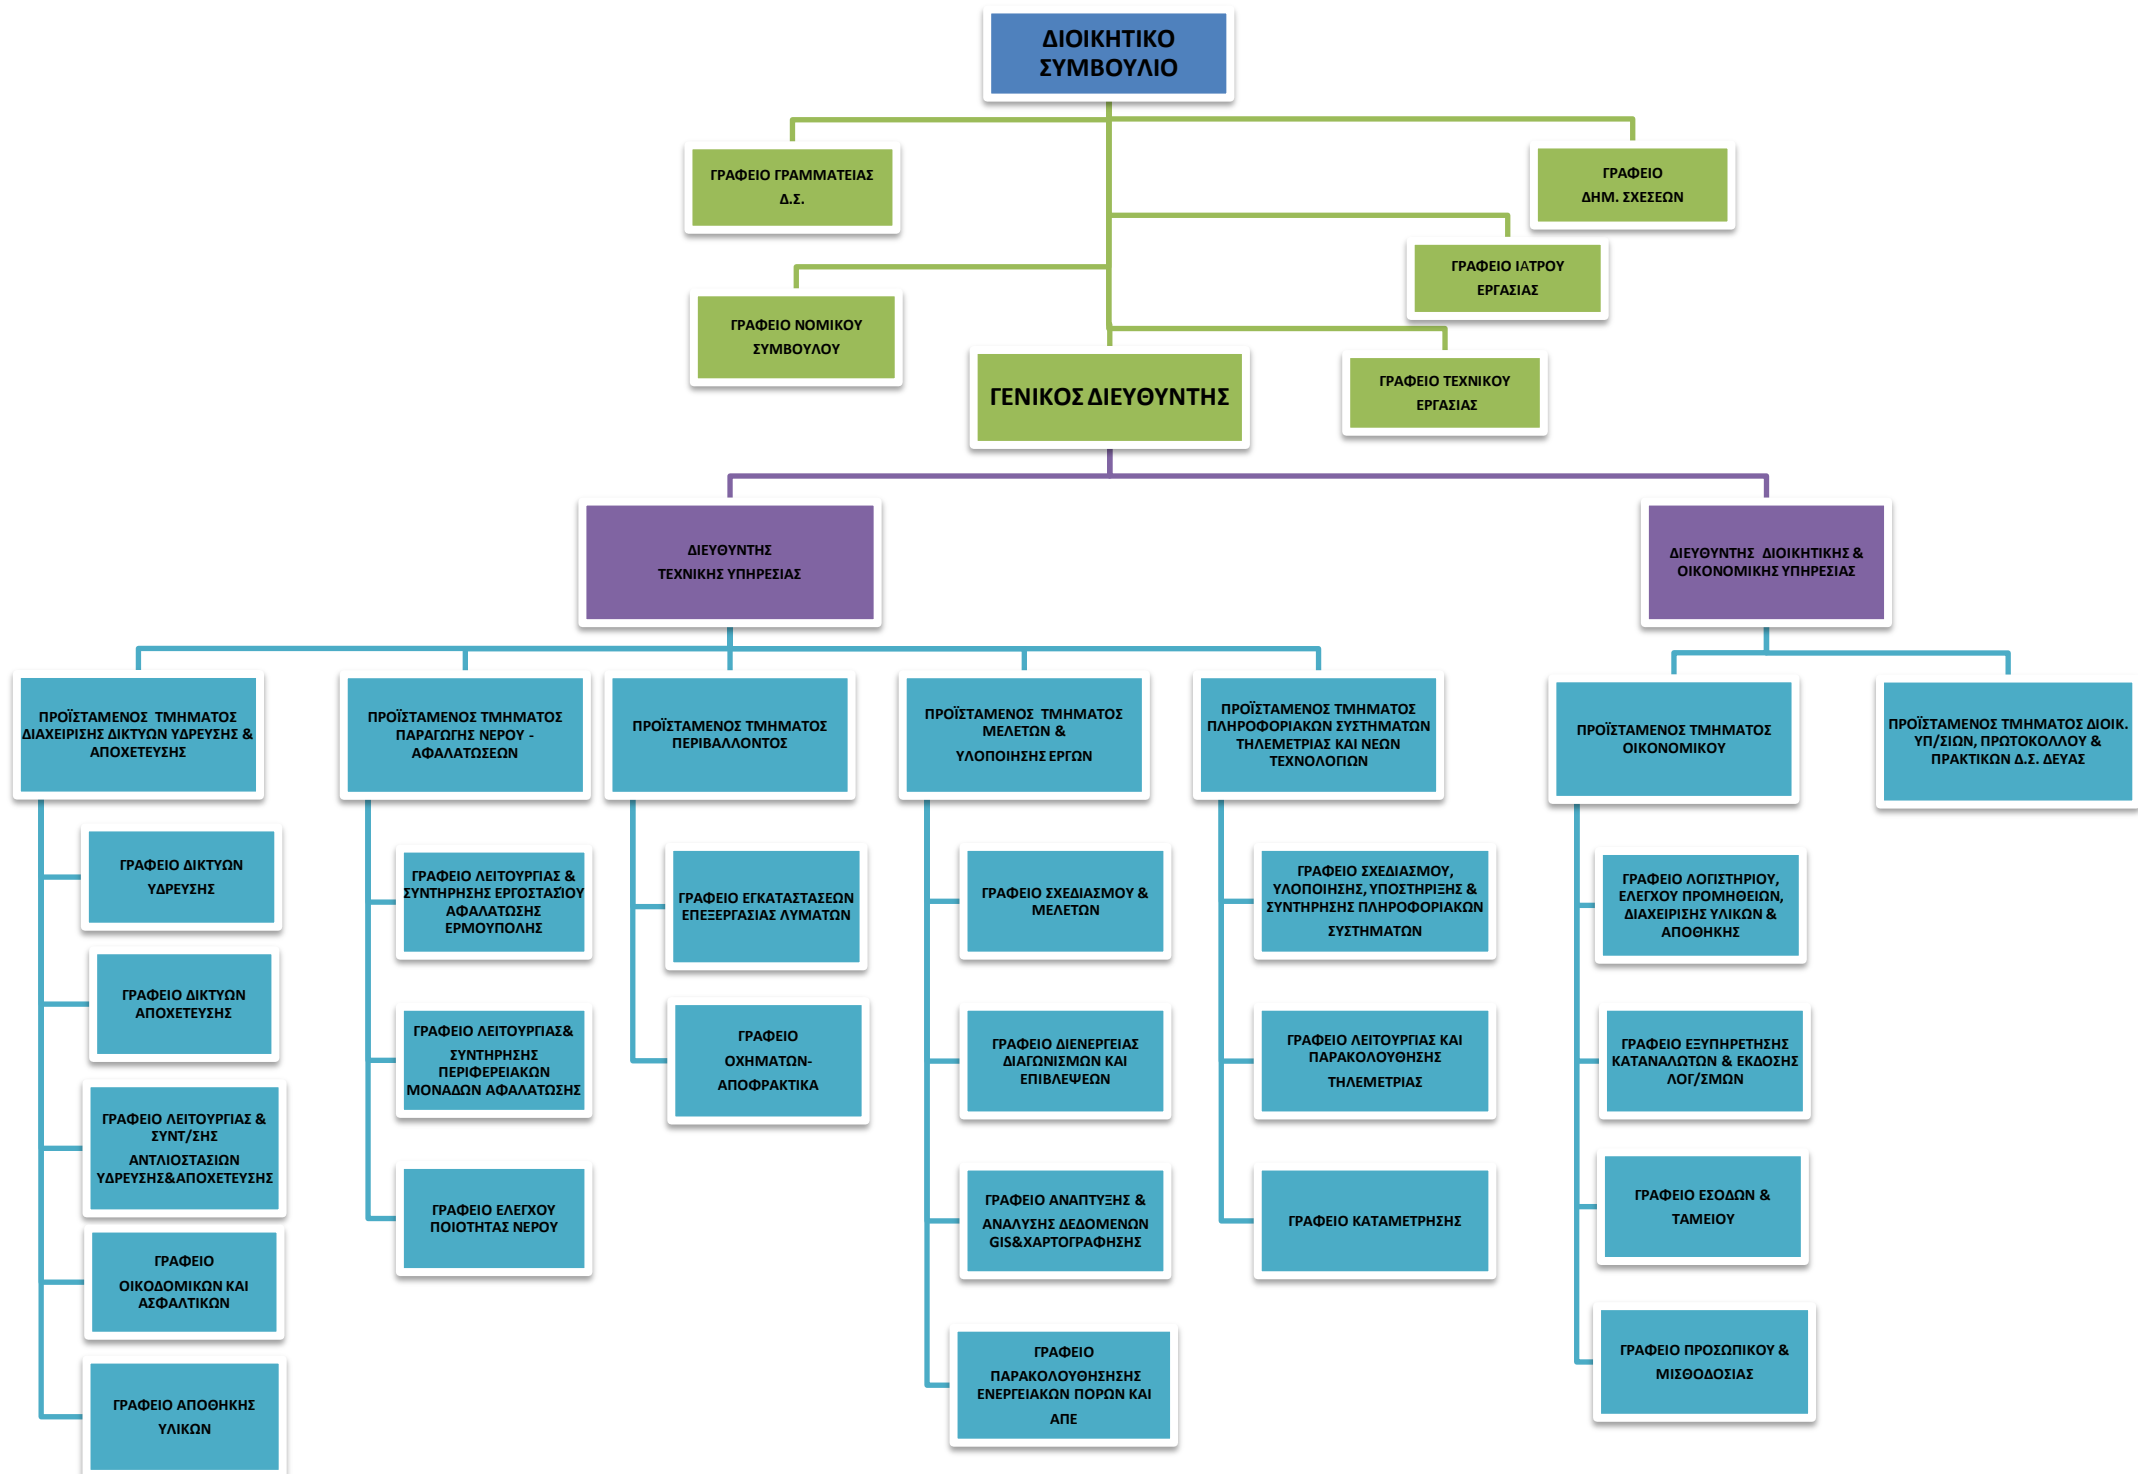 ΔΙΟΙΚΗΤΙΚΟ
ΣΥΜΒΟΥΛΙΟ
ΓΡΑΦΕΙΟ ΓΡΑΜΜΑΤΕΙΑΣ
Δ.Σ.
ΓΡΑΦΕΙΟ
ΔΗΜ. ΣΧΕΣΕΩΝ
ΓΡΑΦΕΙΟ ΙΑΤΡΟΥ
ΕΡΓΑΣΙΑΣ
ΓΡΑΦΕΙΟ ΝΟΜΙΚΟΥ
ΣΥΜΒΟΥΛΟΥ
ΓΕΝΙΚΟΣ ΔΙΕΥΘΥΝΤΗΣ
ΓΡΑΦΕΙΟ ΤΕΧΝΙΚΟΥ
ΕΡΓΑΣΙΑΣ
ΔΙΕΥΘΥΝΤΗΣ
ΤΕΧΝΙΚΗΣ ΥΠΗΡΕΣΙΑΣ
ΔΙΕΥΘΥΝΤΗΣ ΔΙΟΙΚΗΤΙΚΗΣ &
ΟΙΚΟΝΟΜΙΚΗΣ ΥΠΗΡΕΣΙΑΣ
ΠΡΟΪΣΤΑΜΕΝΟΣ ΤΜΗΜΑΤΟΣ
ΔΙΑΧΕΙΡΙΣΗΣ ΔΙΚΤΥΩΝ ΥΔΡΕΥΣΗΣ &
ΑΠΟΧΕΤΕΥΣΗΣ
ΠΡΟΪΣΤΑΜΕΝΟΣ ΤΜΗΜΑΤΟΣ
ΠΑΡΑΓΩΓΗΣ ΝΕΡΟΥ -
ΑΦΑΛΑΤΩΣΕΩΝ
ΠΡΟΪΣΤΑΜΕΝΟΣ ΤΜΗΜΑΤΟΣ
ΠΕΡΙΒΑΛΛΟΝΤΟΣ
ΠΡΟΪΣΤΑΜΕΝΟΣ ΤΜΗΜΑΤΟΣ
ΜΕΛΕΤΩΝ &
ΥΛΟΠΟΙΗΣΗΣ ΕΡΓΩΝ
ΠΡΟΪΣΤΑΜΕΝΟΣ ΤΜΗΜΑΤΟΣ
ΠΛΗΡΟΦΟΡΙΑΚΩΝ ΣΥΣΤΗΜΑΤΩΝ
ΤΗΛΕΜΕΤΡΙΑΣ ΚΑΙ ΝΕΩΝ
ΤΕΧΝΟΛΟΓΙΩΝ
ΠΡΟΪΣΤΑΜΕΝΟΣ ΤΜΗΜΑΤΟΣ
ΟΙΚΟΝΟΜΙΚΟΥ
ΠΡΟΪΣΤΑΜΕΝΟΣ ΤΜΗΜΑΤΟΣ ΔΙΟΙΚ.
ΥΠ/ΣΙΩΝ, ΠΡΩΤΟΚΟΛΛΟΥ &
ΠΡΑΚΤΙΚΩΝ Δ.Σ. ΔΕΥΑΣ
ΓΡΑΦΕΙΟ ΔΙΚΤΥΩΝ
ΥΔΡΕΥΣΗΣ
ΓΡΑΦΕΙΟ ΔΙΚΤΥΩΝ
ΑΠΟΧΕΤΕΥΣΗΣ
ΓΡΑΦΕΙΟ ΛΕΙΤΟΥΡΓΙΑΣ &
ΣΥΝΤ/ΣΗΣ
ΑΝΤΛΙΟΣΤΑΣΙΩΝ
ΥΔΡΕΥΣΗΣ&ΑΠΟΧΕΤΕΥΣΗΣ
ΓΡΑΦΕΙΟ
ΟΙΚΟΔΟΜΙΚΩΝ ΚΑΙ
ΑΣΦΑΛΤΙΚΩΝ
ΓΡΑΦΕΙΟ ΑΠΟΘΗΚΗΣ
ΥΛΙΚΩΝ
ΓΡΑΦΕΙΟ ΛΕΙΤΟΥΡΓΙΑΣ &
ΣΥΝΤΗΡΗΣΗΣ ΕΡΓΟΣΤΑΣΊΟΥ
ΑΦΑΛΑΤΩΣΗΣ
ΕΡΜΟΥΠΟΛΗΣ
ΓΡΑΦΕΙΟ ΛΕΙΤΟΥΡΓΙΑΣ&
ΣΥΝΤΗΡΗΣΗΣ
ΠΕΡΙΦΕΡΕΙΑΚΩΝ
ΜΟΝΑΔΩΝ ΑΦΑΛΑΤΩΣΗΣ
ΓΡΑΦΕΙΟ ΕΛΕΓΧΟΥ
ΠΟΙΟΤΗΤΑΣ ΝΕΡΟΥ
ΓΡΑΦΕΙΟ ΕΓΚΑΤΑΣΤΑΣΕΩΝ
ΕΠΕΞΕΡΓΑΣΙΑΣ ΛΥΜΑΤΩΝ
ΓΡΑΦΕΙΟ
ΟΧΗΜΑΤΩΝ-
ΑΠΟΦΡΑΚΤΙΚΑ
ΓΡΑΦΕΙΟ ΣΧΕΔΙΑΣΜΟΥ &
ΜΕΛΕΤΩΝ
ΓΡΑΦΕΙΟ ΔΙΕΝΕΡΓΕΙΑΣ
ΔΙΑΓΩΝΙΣΜΩΝ ΚΑΙ
ΕΠΙΒΛΕΨΕΩΝ
ΓΡΑΦΕΙΟ ΑΝΑΠΤΥΞΗΣ &
ΑΝΑΛΥΣΗΣ ΔΕΔΟΜΕΝΩΝ
GIS&ΧΑΡΤΟΓΡΑΦΗΣΗΣ
ΓΡΑΦΕΙΟ
ΠΑΡΑΚΟΛΟΥΘΗΣΗΣΗΣ
ΕΝΕΡΓΕΙΑΚΩΝ ΠΟΡΩΝ ΚΑΙ
ΑΠΕ
ΓΡΑΦΕΙΟ ΣΧΕΔΙΑΣΜΟΥ,
ΥΛΟΠΟΙΗΣΗΣ, ΥΠΟΣΤΗΡΙΞΗΣ &
ΣΥΝΤΗΡΗΣΗΣ ΠΛΗΡΟΦΟΡΙΑΚΩΝ
ΣΥΣΤΗΜΑΤΩΝ
ΓΡΑΦΕΙΟ ΛΕΙΤΟΥΡΓΙΑΣ ΚΑΙ
ΠΑΡΑΚΟΛΟΥΘΗΣΗΣ
ΤΗΛΕΜΕΤΡΙΑΣ
ΓΡΑΦΕΙΟ ΚΑΤΑΜΕΤΡΗΣΗΣ
ΓΡΑΦΕΙΟ ΛΟΓΙΣΤΗΡΙΟΥ,
ΕΛΕΓΧΟΥ ΠΡΟΜΗΘΕΙΩΝ,
ΔΙΑΧΕΙΡΙΣΗΣ ΥΛΙΚΩΝ &
ΑΠΟΘΗΚΗΣ
ΓΡΑΦΕΙΟ ΕΞΥΠΗΡΕΤΗΣΗΣ
ΚΑΤΑΝΑΛΩΤΩΝ & ΕΚΔΟΣΗΣ
ΛΟΓ/ΣΜΩΝ
ΓΡΑΦΕΙΟ ΕΣΟΔΩΝ &
ΤΑΜΕΙΟΥ
ΓΡΑΦΕΙΟ ΠΡΟΣΩΠΙΚΟΥ &
ΜΙΣΘΟΔΟΣΙΑΣ